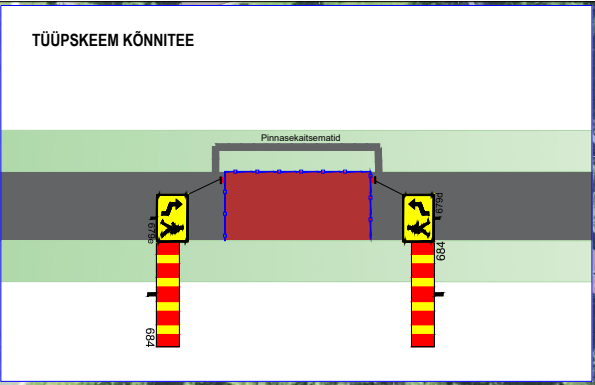 TÜÜPSKEEM KÕNNITEE
Pinnasekaitsematid
679e
679d
684
684